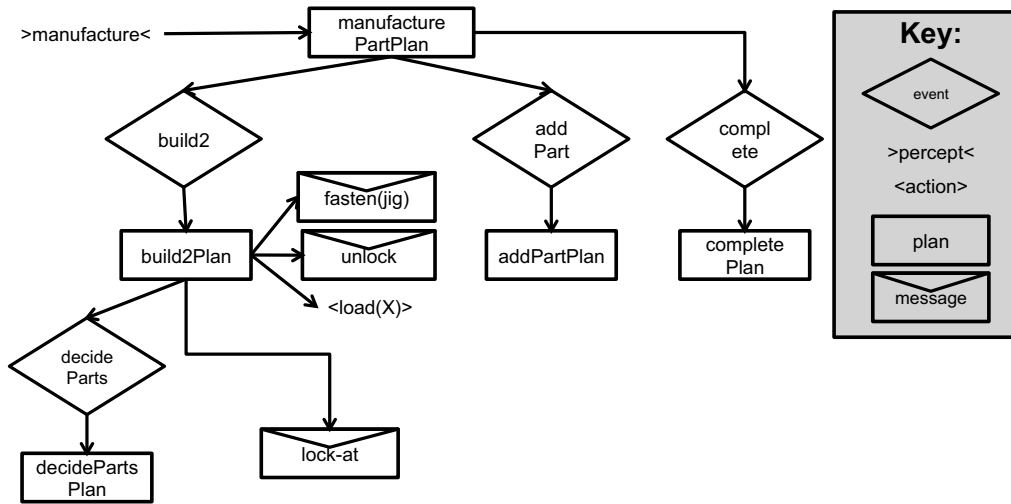 >manufacture<
manufacture
PartPlan
Key:
event
>percept<
<action>
plan
message
build2
add
Part
compl
ete
fasten(jig)
build2Plan
unlock
addPartPlan
complete
Plan
<load(X)>
decide
Parts
lock-at
decideParts
Plan